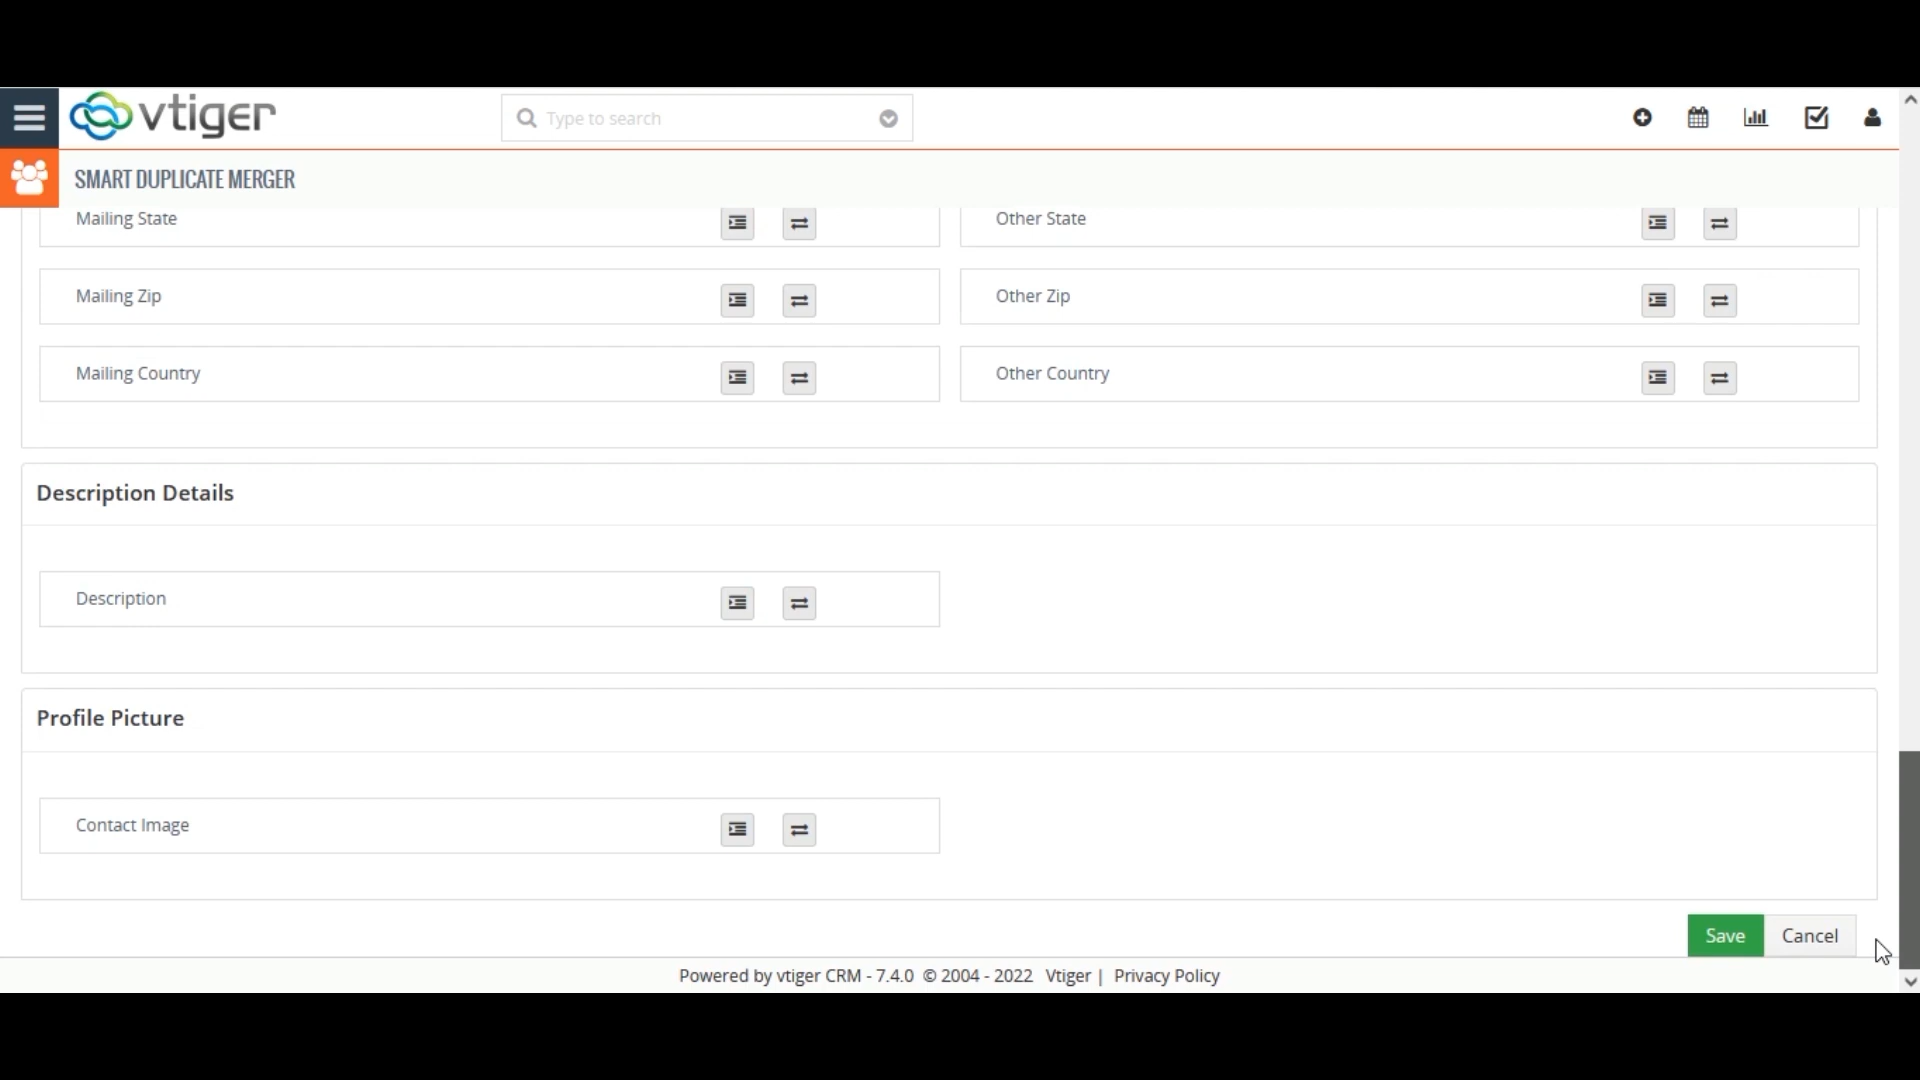 vtiger
Type to search
SMART DUPLICATE MERGER
Mailing State
Other State
Mailing Zip
Other Zip
Mailing Country
Other Country
Description Details
Description
Profile Picture
Contact Image
Save Cancel
Powered by vtiger CRM - 7.4.0 © 2004 - 2022 Vtiger | Privacy Policy